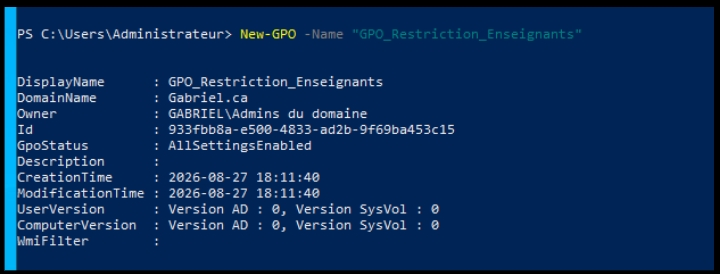 PS C:\Users\Administrateur> New-GPO -Name "GPO_Restriction_Enseignants"
DisplayName : GPO_Restriction_Enseignants
DomainName : Gabriel.ca
Owner : GABRIEL\Admins du domaine
Id : 933fbb8a-e500-4833-ad2b-9f69ba453c15
GpoStatus : AllSettingsEnabled
Description :
CreationTime : 2026-08-27 18:11:40
ModificationTime : 2026-08-27 18:11:40
UserVersion : Version AD : 0, Version SysVol : 0
ComputerVersion : Version AD : 0, Version SysVol : 0
WmiFilter :